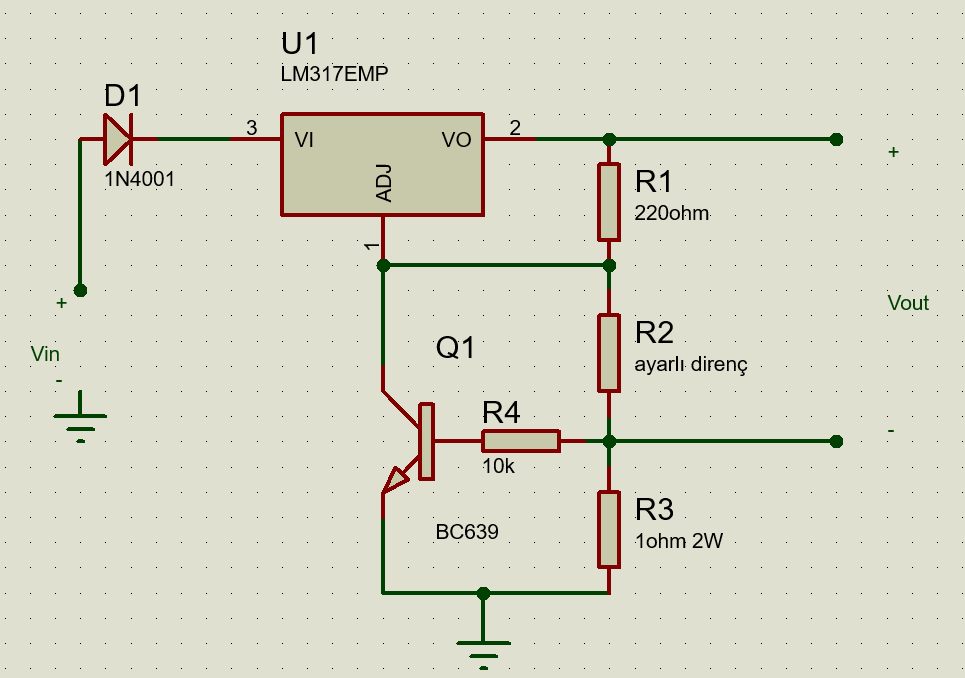 U1
LM317EMP
D1
1N4001
3
VI
VO
2
ADJ
1
R1
220ohm
+
+
Vin
-
Vout
Q1
R2
ayarlı direnç
R4
10k
-
BC639
R3
1ohm 2W